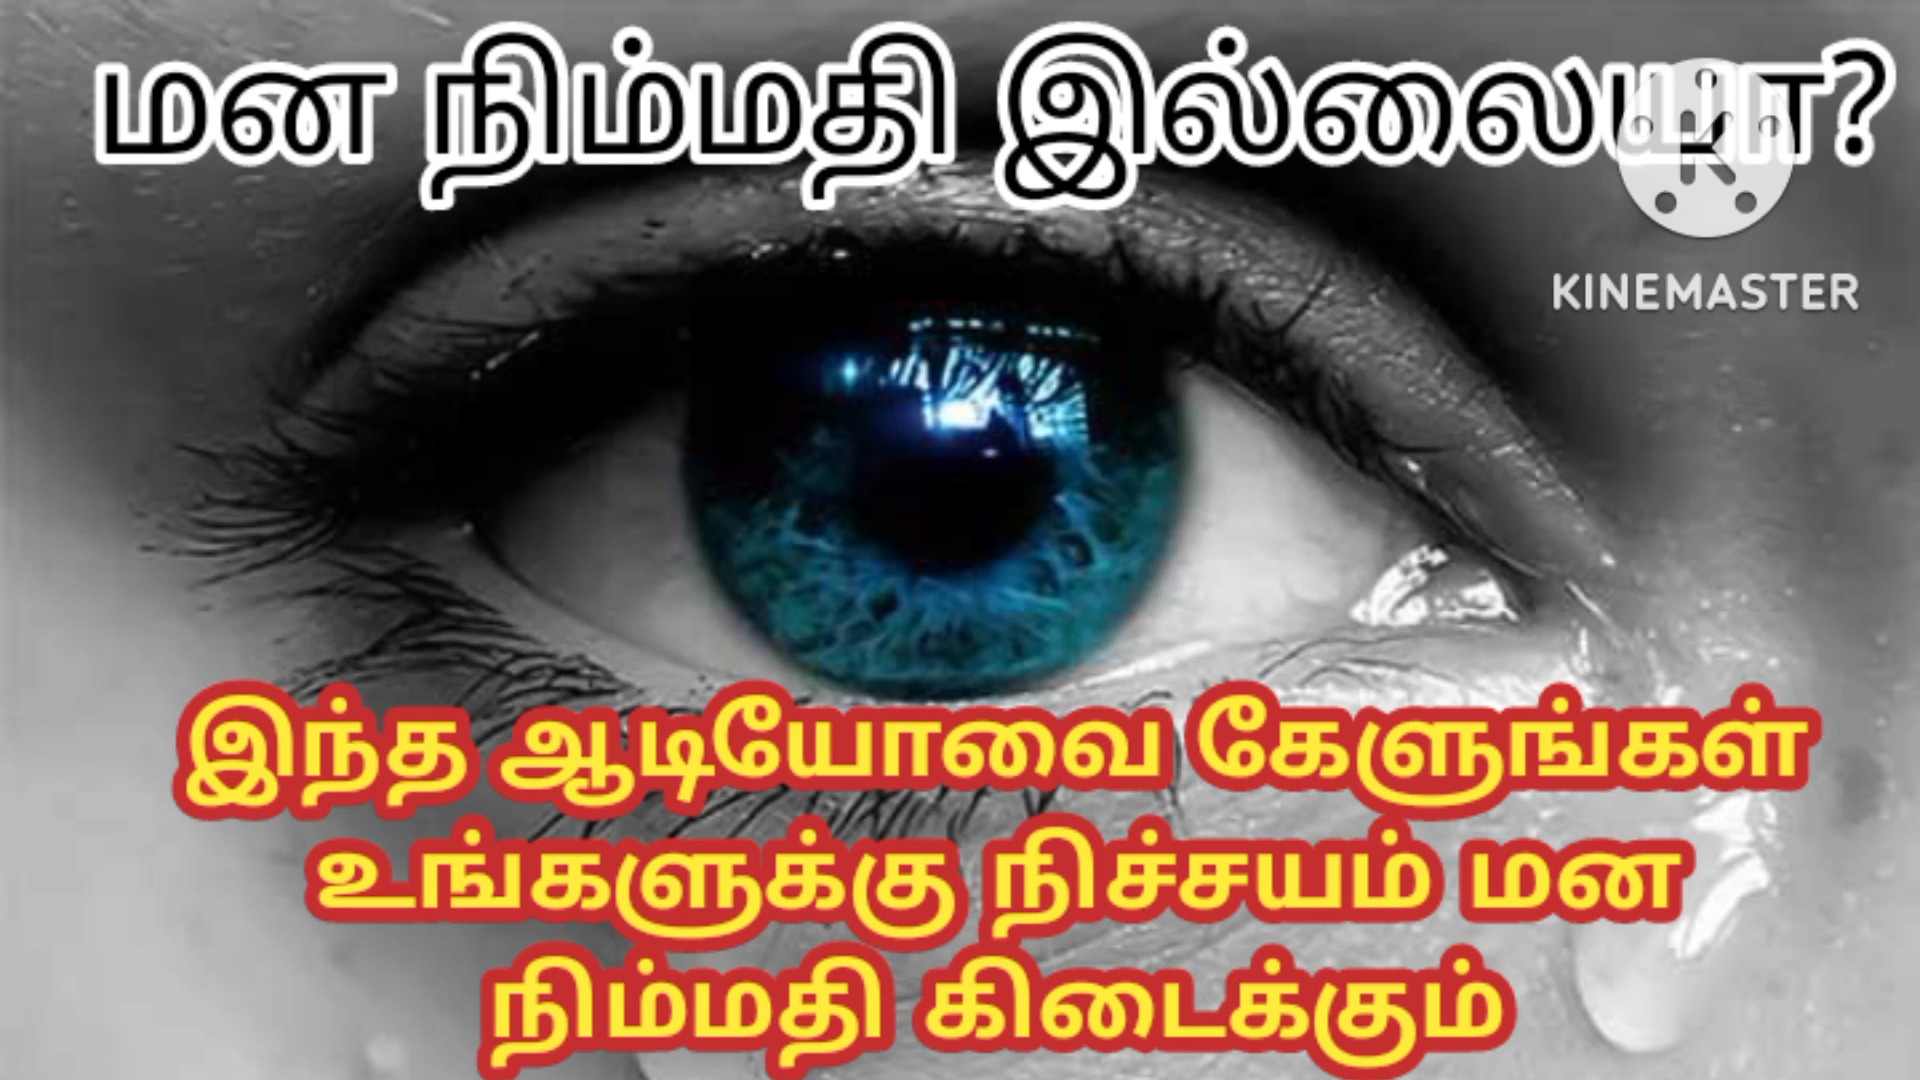 மன நிம்மதி இல்லையா?
KINEMASTER
இந்த ஆடியோவை கேளுங்கள்
உங்களுக்கு நிச்சயம் மன
நிம்மதி கிடைக்கும்